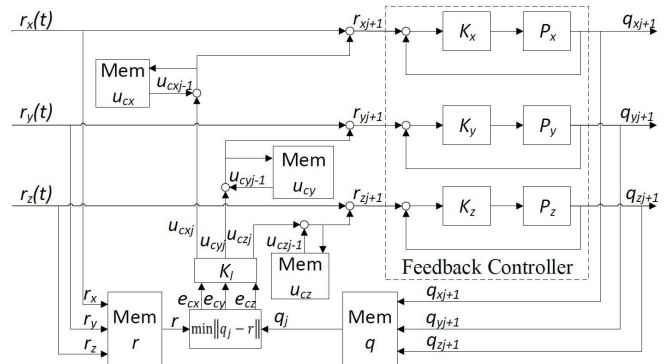 r_x(t) r_xj+1 K_x P_x q_xj+1
Mem u_cx u_cxj-1
r_y(t) r_yj+1 K_y P_y q_yj+1
u_cyj-1 Mem u_cy
r_z(t) r_zj+1 K_z P_z q_zj+1
u_cxj u_cyj u_czj u_czj-1
K_l Mem u_cz Feedback Controller
e_cx e_cy e_cz
r_x r_y r_z Mem r r min‖q_j − r‖ q_j Mem q q_xj+1 q_yj+1 q_zj+1